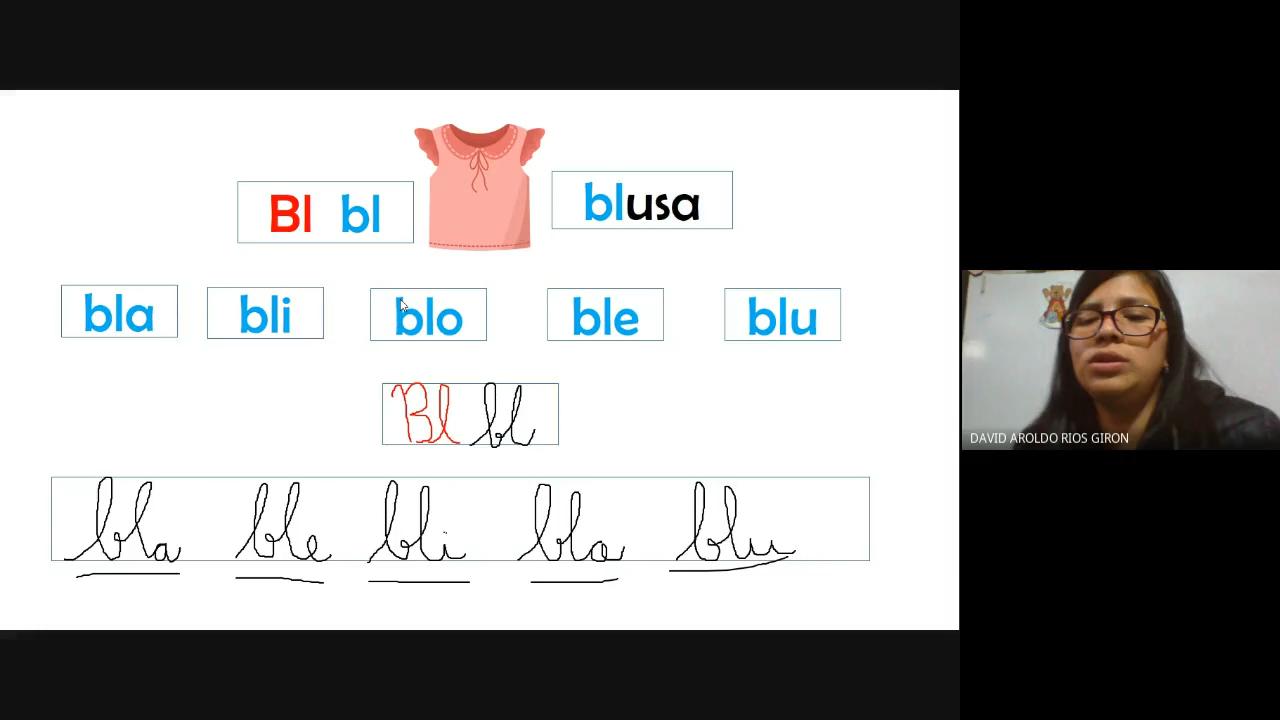 Bl bl
blusa
bla bli blo ble blu
Bl bl
bla ble bli blo blu
DAVID AROLDO RIOS GIRON